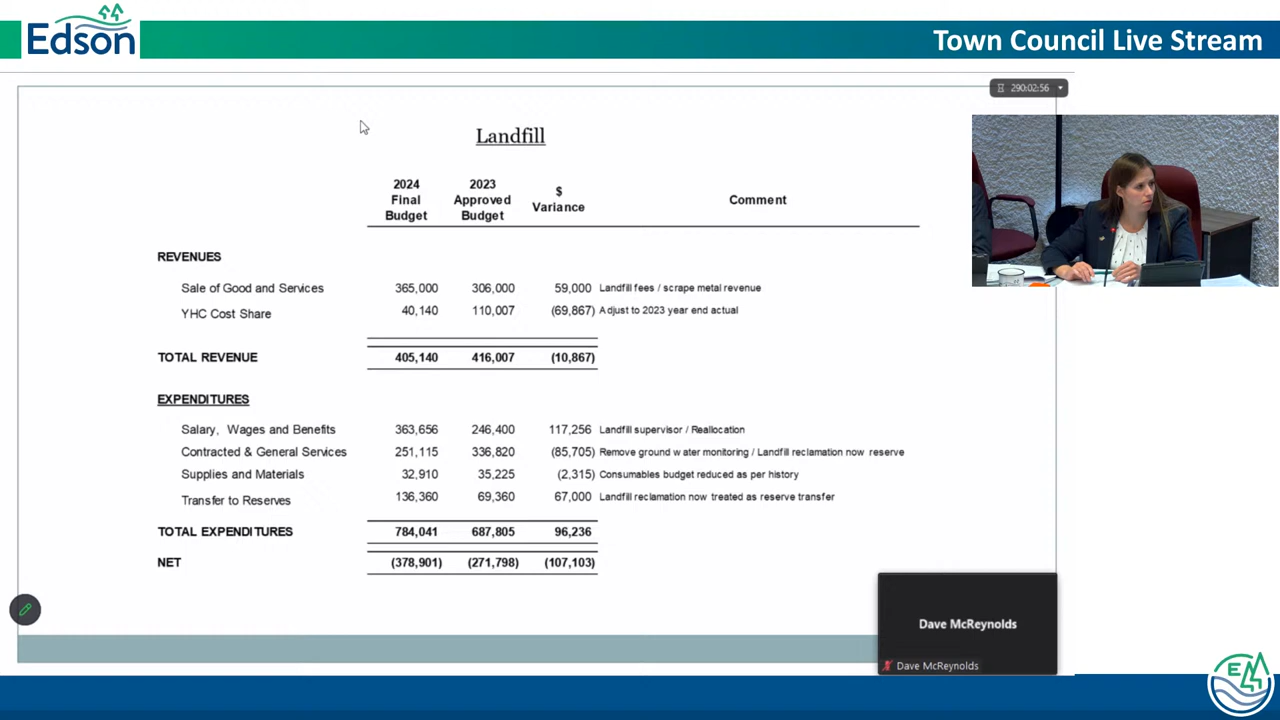 Edson
Town Council Live Stream
290:02:56
Landfill
2024 Final Budget
2023 Approved Budget
$ Variance
Comment
REVENUES
Sale of Good and Services 365,000 306,000 59,000 Landfill fees / scrape metal revenue
YHC Cost Share 40,140 110,007 (69,867) Adjust to 2023 year end actual
TOTAL REVENUE 405,140 416,007 (10,867)
EXPENDITURES
Salary, Wages and Benefits 363,656 246,400 117,256 Landfill supervisor / Reallocation
Contracted & General Services 251,115 336,820 (85,705) Remove ground water monitoring / Landfill reclamation now reserve
Supplies and Materials 32,910 35,225 (2,315) Consumables budget reduced as per history
Transfer to Reserves 136,360 69,360 67,000 Landfill reclamation now treated as reserve transfer
TOTAL EXPENDITURES 784,041 687,805 96,236
NET (378,901) (271,798) (107,103)
Dave McReynolds
Dave McReynolds